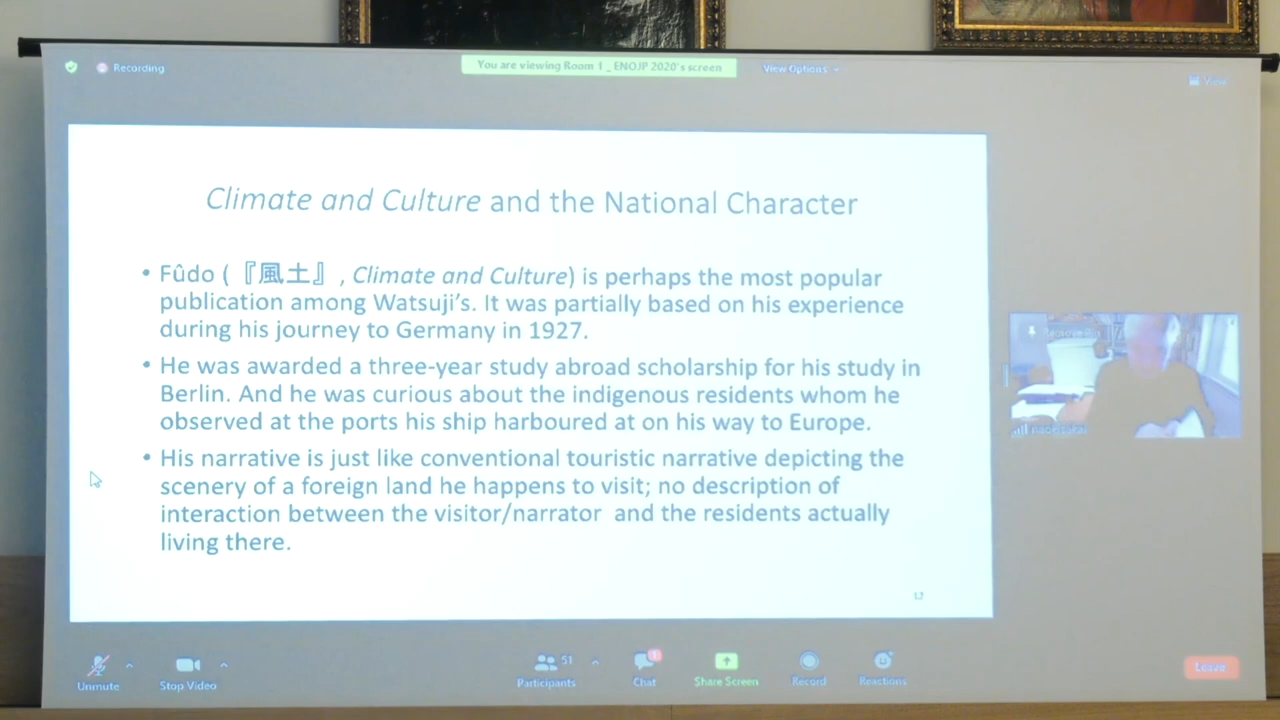 Recording
You are viewing Room 1 _ ENOJP 2020's screen
View Options
View
Climate and Culture and the National Character
• Fûdo (『風土』, Climate and Culture) is perhaps the most popular
publication among Watsuji's. It was partially based on his experience
during his journey to Germany in 1927.
• He was awarded a three-year study abroad scholarship for his study in
Berlin. And he was curious about the indigenous residents whom he
observed at the ports his ship harboured at on his way to Europe.
• His narrative is just like conventional touristic narrative depicting the
scenery of a foreign land he happens to visit; no description of
interaction between the visitor/narrator and the residents actually
living there.
12
Unmute
Stop Video
51
Participants
1
Chat
Share Screen
Record
Reactions
Leave